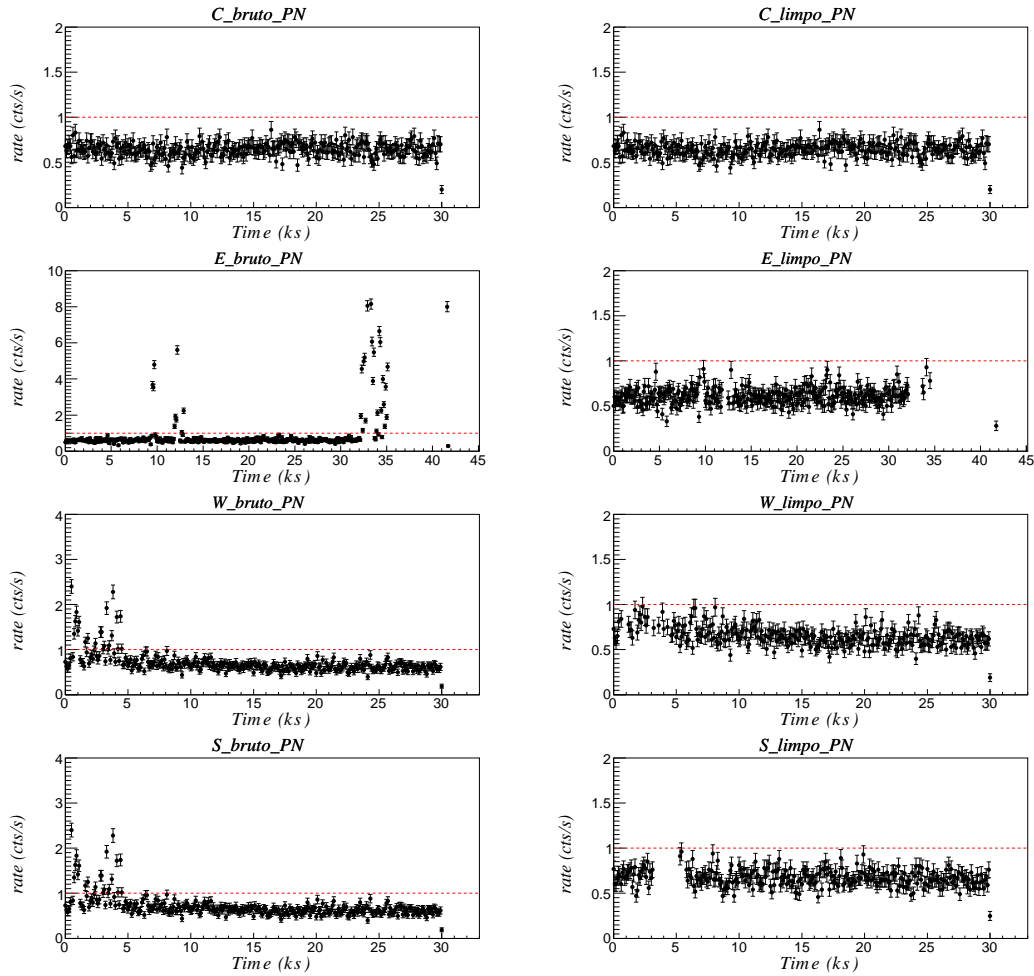 C_bruto_PN
rate (cts/s)
2
1.5
1
0.5
0
0 5 10 15 20 25 30
Time (ks)
C_limpo_PN
rate (cts/s)
2
1.5
1
0.5
0
0 5 10 15 20 25 30
Time (ks)
E_bruto_PN
rate (cts/s)
10
8
6
4
2
0
0 5 10 15 20 25 30 35 40 45
Time (ks)
E_limpo_PN
rate (cts/s)
2
1.5
1
0.5
0
0 5 10 15 20 25 30 35 40 45
Time (ks)
W_bruto_PN
rate (cts/s)
4
3
2
1
0
0 5 10 15 20 25 30
Time (ks)
W_limpo_PN
rate (cts/s)
2
1.5
1
0.5
0
0 5 10 15 20 25 30
Time (ks)
S_bruto_PN
rate (cts/s)
4
3
2
1
0
0 5 10 15 20 25 30
Time (ks)
S_limpo_PN
rate (cts/s)
2
1.5
1
0.5
0
0 5 10 15 20 25 30
Time (ks)